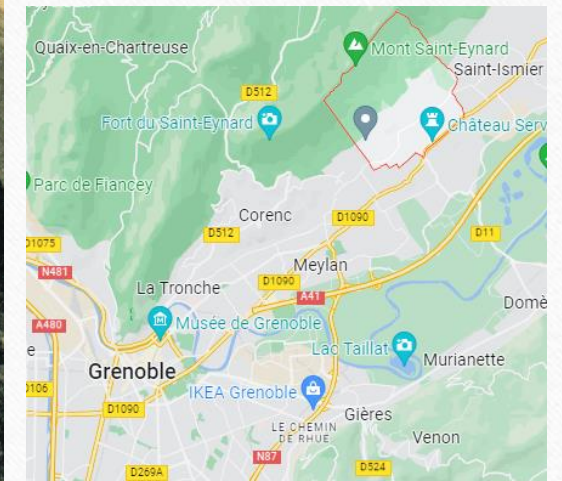 Quaix-en-Chartreuse
Mont Saint-Eynard
Saint-Ismier
D512
Fort du Saint-Eynard
Château Serv
Parc de Fiancey
Corenc
D1090
D512
D11
D1075
N481
Meylan
D1090
La Tronche
A41
Domè
A480
Musée de Grenoble
e
Lac Taillat
Murianette
Grenoble
D106
IKEA Grenoble
D1090
LE CHEMIN
DE RHUE
Gières
Venon
N87
D269A
D524